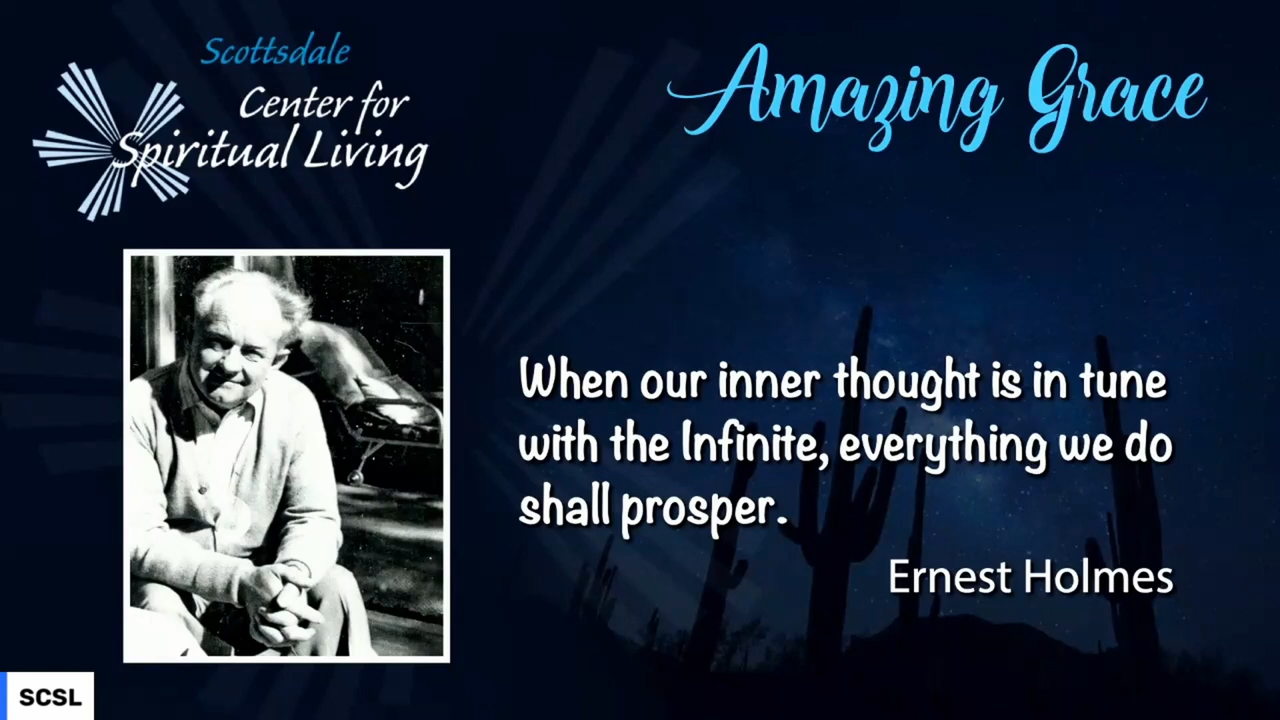 Scottsdale
Center for
Spiritual Living
Amazing Grace
When our inner thought is in tune
with the Infinite, everything we do
shall prosper.
Ernest Holmes
SCSL